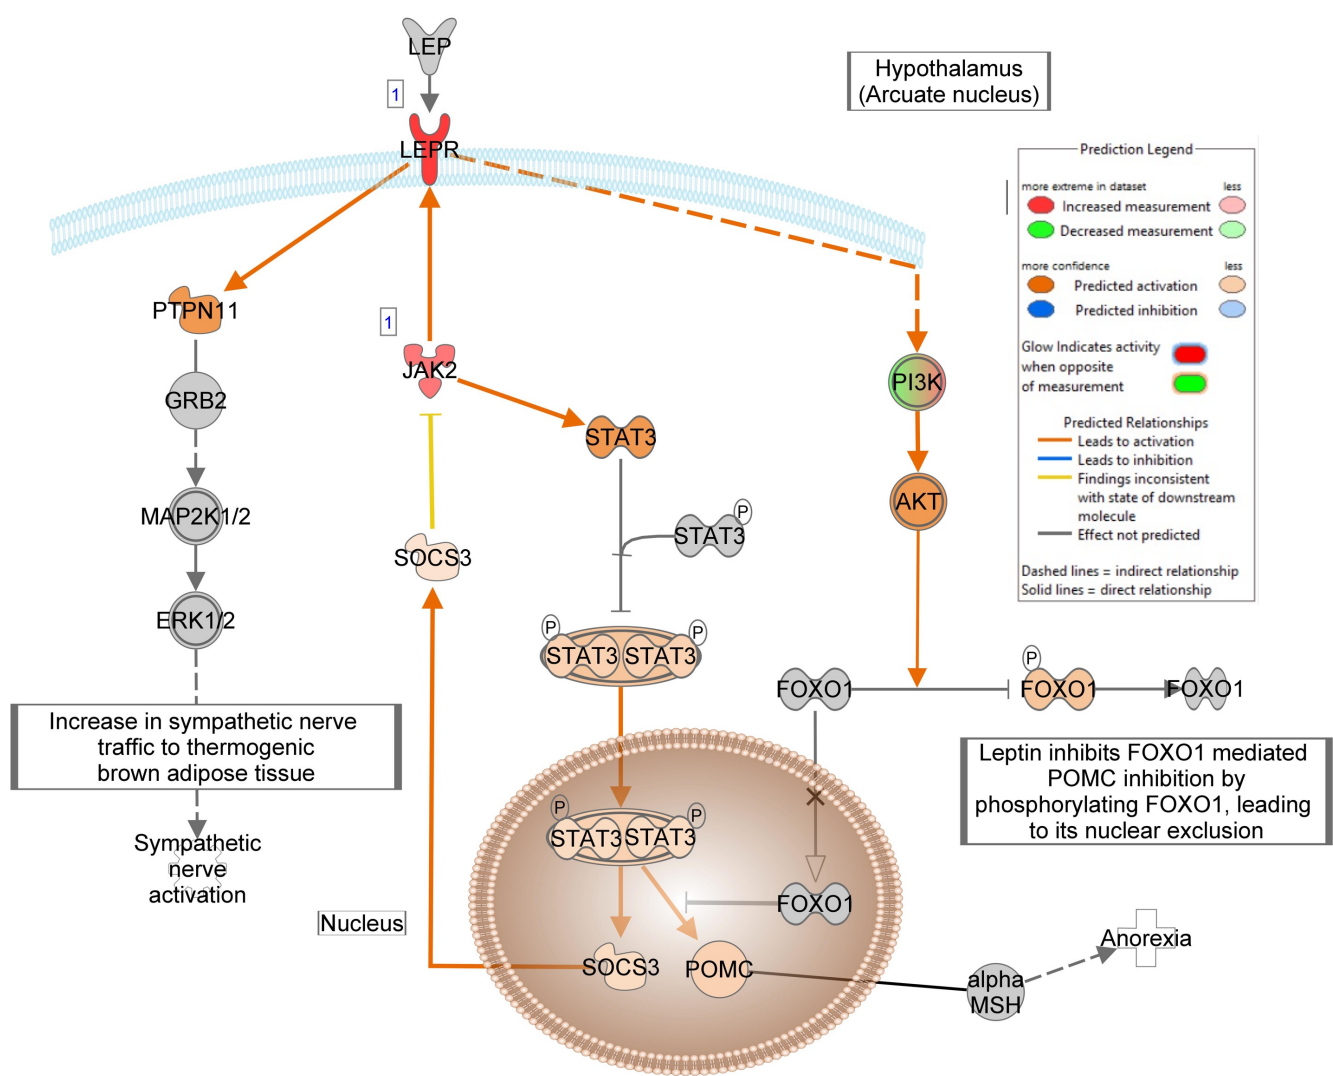 LEP
1
LEPR
Hypothalamus
(Arcuate nucleus)
Prediction Legend
more extreme in dataset less
Increased measurement
Decreased measurement
more confidence less
Predicted activation
Predicted inhibition
Glow Indicates activity
when opposite
of measurement
Predicted Relationships
Leads to activation
Leads to inhibition
Findings inconsistent
with state of downstream
molecule
Effect not predicted
Dashed lines = indirect relationship
Solid lines = direct relationship
PTPN11
GRB2
MAP2K1/2
ERK1/2
Increase in sympathetic nerve
traffic to thermogenic
brown adipose tissue
Sympathetic
nerve
activation
1
JAK2
SOCS3
STAT3
P
STAT3
P
P
STAT3 STAT3
PI3K
AKT
FOXO1
P
FOXO1
FOXO1
Leptin inhibits FOXO1 mediated
POMC inhibition by
phosphorylating FOXO1, leading
to its nuclear exclusion
P
P
STAT3 STAT3
FOXO1
Nucleus
SOCS3
POMC
alpha
MSH
Anorexia